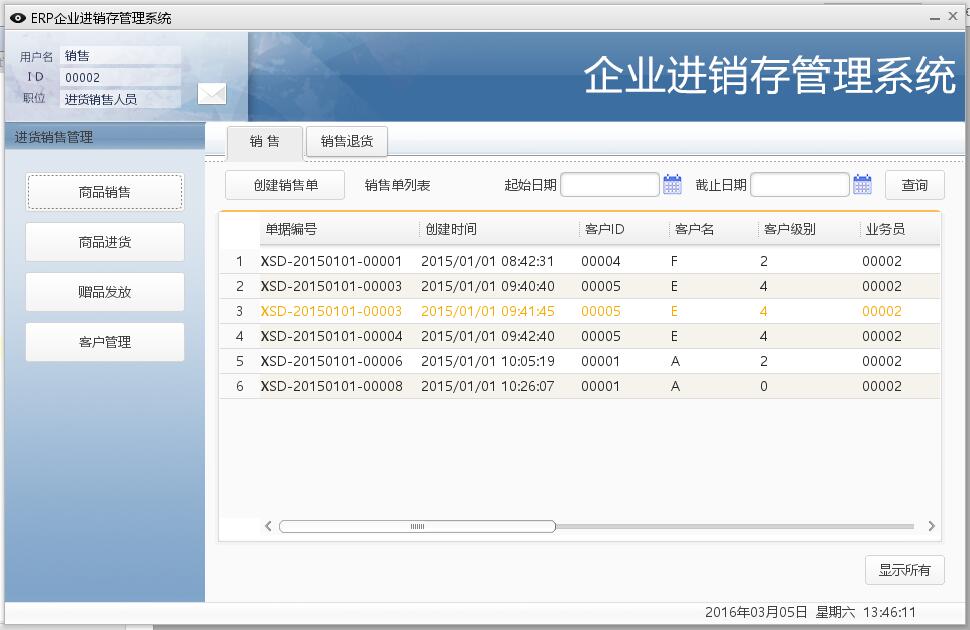 ERP企业进销存管理系统
用户名 销售
ID 00002
职位 进货销售人员
企业进销存管理系统
进货销售管理
商品销售
商品进货
赠品发放
客户管理
销 售 销售退货
创建销售单 销售单列表 起始日期 截止日期 查询
单据编号 创建时间 客户ID 客户名 客户级别 业务员
1 XSD-20150101-00001 2015/01/01 08:42:31 00004 F 2 00002
2 XSD-20150101-00003 2015/01/01 09:40:40 00005 E 4 00002
3 XSD-20150101-00003 2015/01/01 09:41:45 00005 E 4 00002
4 XSD-20150101-00004 2015/01/01 09:42:40 00005 E 4 00002
5 XSD-20150101-00006 2015/01/01 10:05:19 00001 A 2 00002
6 XSD-20150101-00008 2015/01/01 10:26:07 00001 A 0 00002
显示所有
2016年03月05日 星期六 13:46:11